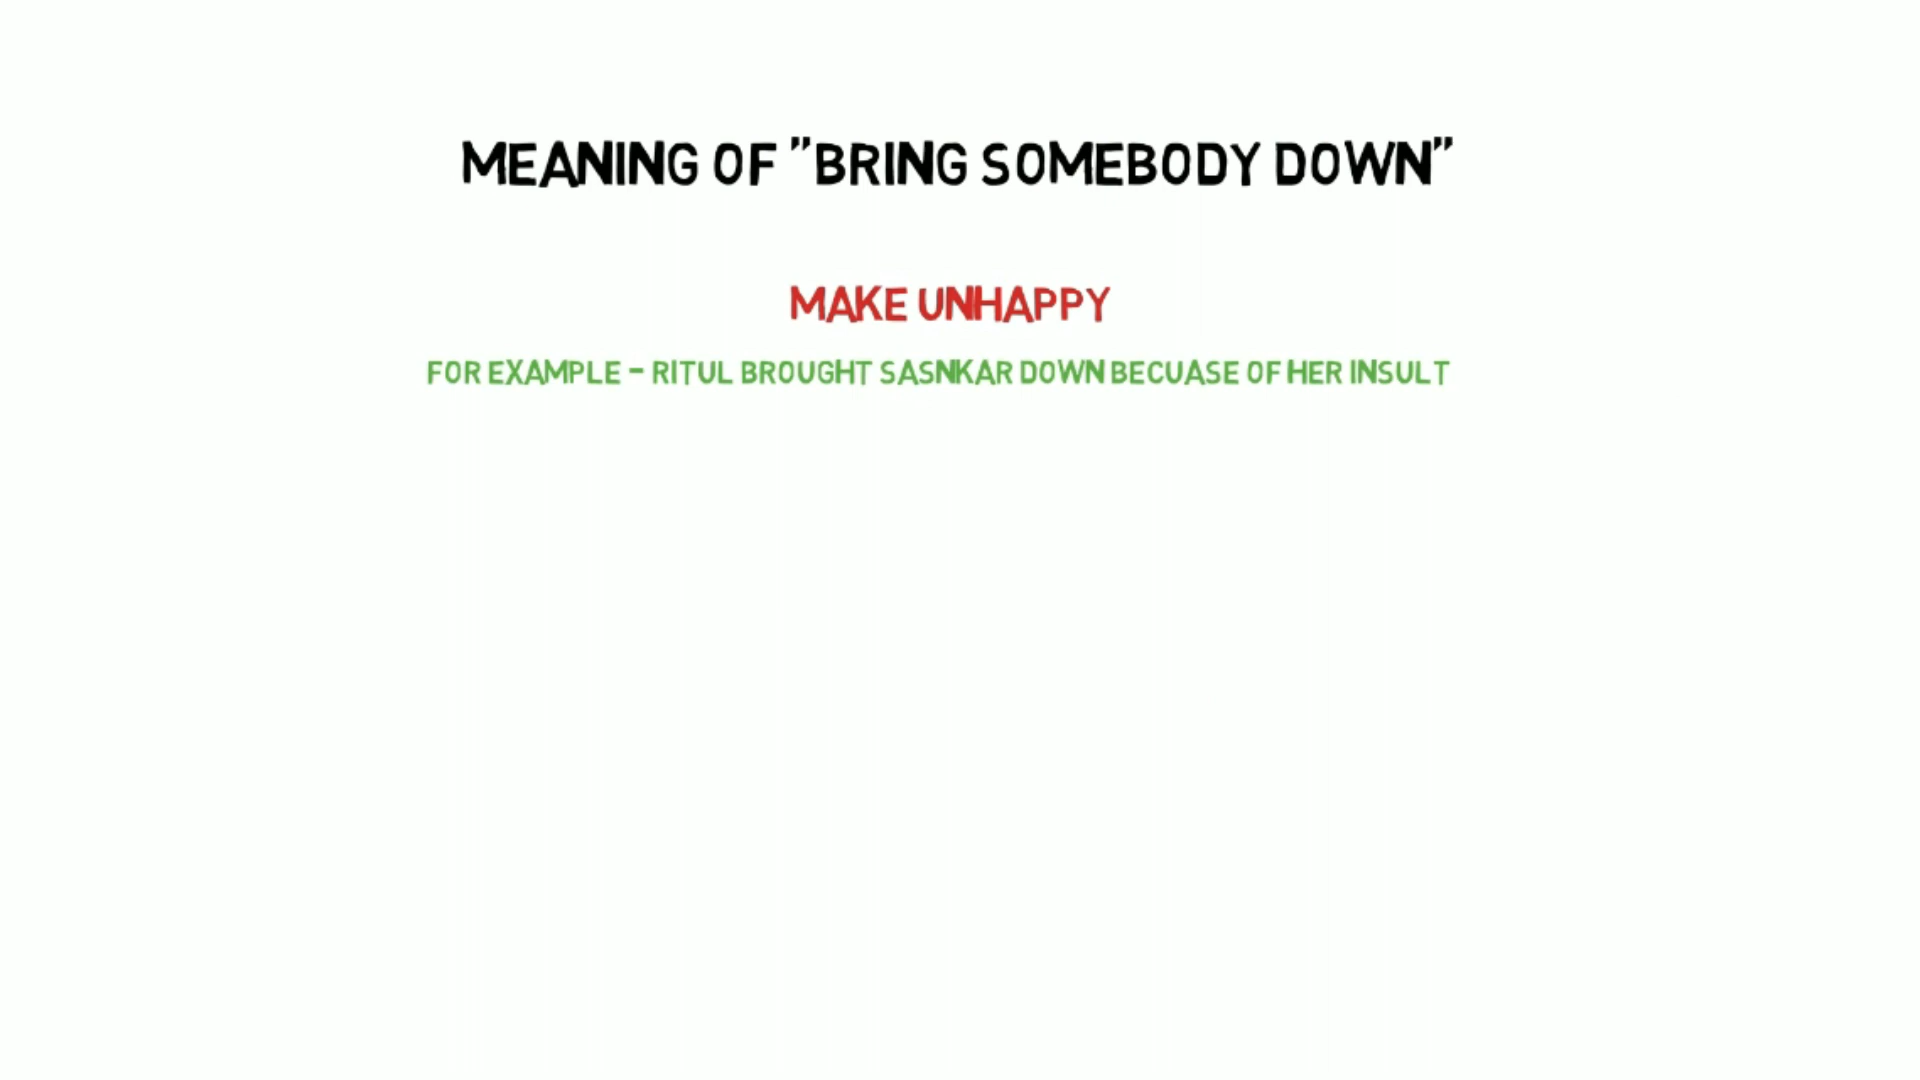 MEANING OF "BRING SOMEBODY DOWN"
MAKE UNHAPPY
FOR EXAMPLE - RITUL BROUGHT SASNKAR DOWN BECUASE OF HER INSULT